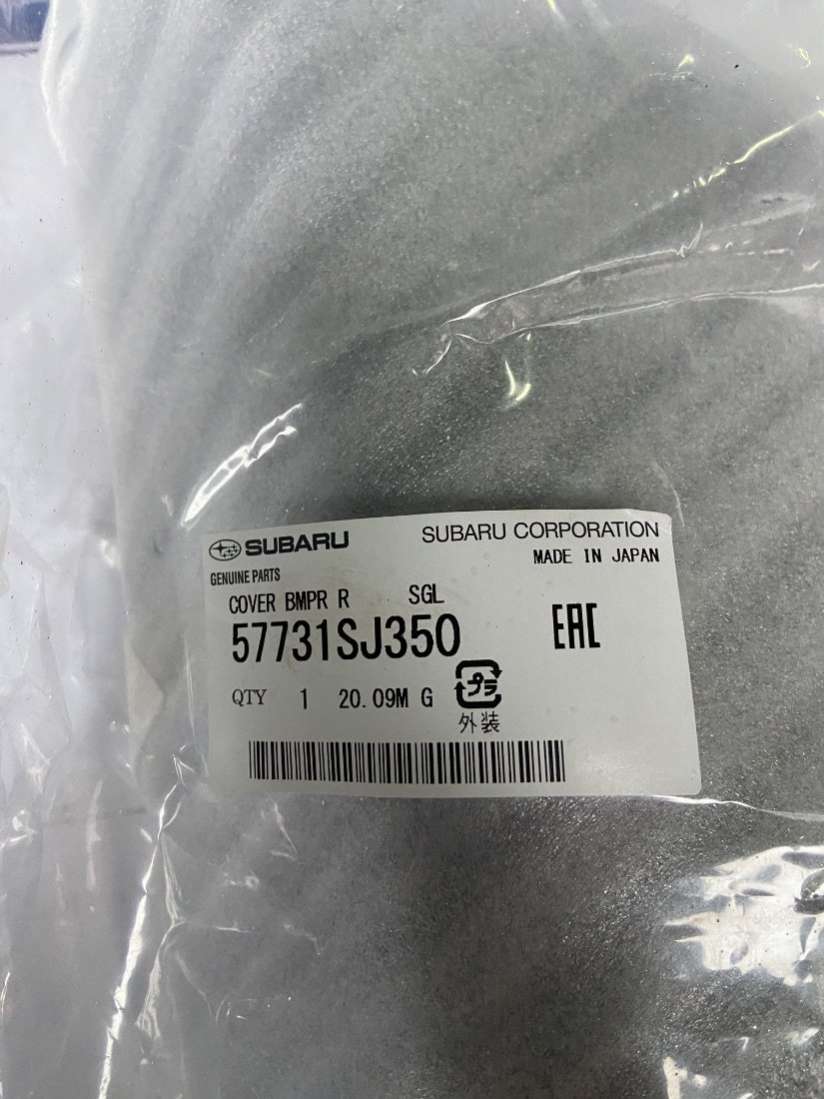 SUBARU
SUBARU CORPORATION
GENUINE PARTS
MADE IN JAPAN
COVER BMPR R SGL
57731SJ350
EAC
QTY 1 20.09M G
プラ
外装